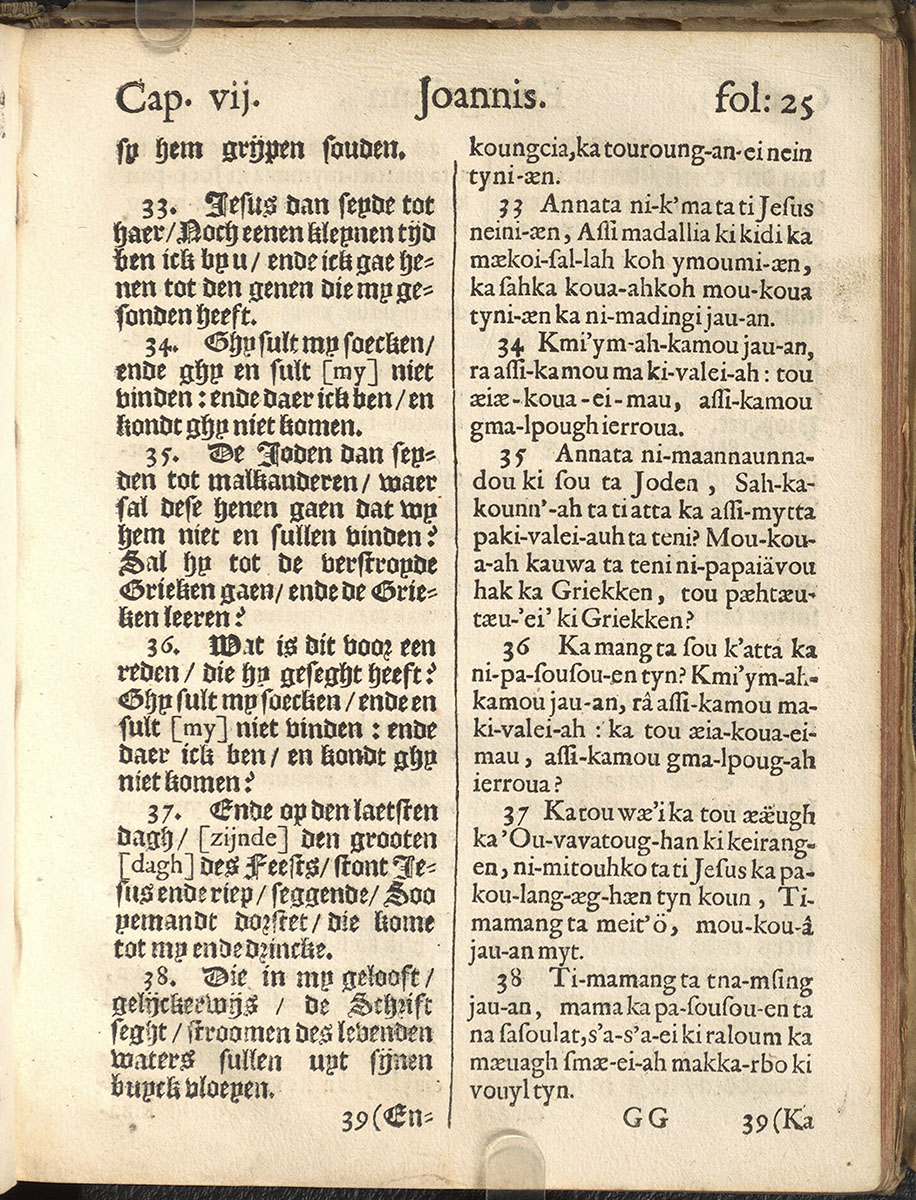 Cap. vij.
Joannis.
fol: 25
sy hem grijpen souden.
33. Jesus dan seyde tot
haer / Noch eenen kleynen tijd
ben ick by u / ende ick gae he-
nen tot den genen die my ge-
sonden heeft.
34. Ghy sult my soecken /
ende ghy en sult [my] niet
vinden : ende daer ick ben / en
kondt ghy niet komen.
35. De Joden dan sey-
den tot malkanderen / waer
sal dese henen gaen dat wy
hem niet en sullen vinden?
Sal hy tot de verstroyde
Grieken gaen / ende de Grie-
ken leeren?
36. Wat is dit voor een
reden / die hy geseght heeft?
Ghy sult my soecken / ende en
sult [my] niet vinden : ende
daer ick ben / en kondt ghy
niet komen?
37. Ende op den laetsten
dagh / [zijnde] den grooten
[dagh] des Feests / stont Je-
sus ende riep / seggende / Soo
yemandt dorstet / die kome
tot my ende drincke.
38. Die in my gelooft /
gelijckerwijs / de Schrift
seght / stroomen des levenden
waters sullen uyt sijnen
buyck vloeyen.
39 (En-
koungcia, ka touroung-an-ei nein
tyni-æn.
33 Annata ni-k'ma ta ti Jeſus
neini-æn, Aſſi madallia ki kidi ka
mækoi-ſal-lah koh ymoumi-æn,
ka ſahka koua-ahkoh mou-koua
tyni-æn ka ni-madingi jau-an.
34 Kmi'ym-ah-kamou jau-an,
ra aſſi-kamou ma ki-valei-ah : tou
æiæ-koua-ei-mau, aſſi-kamou
gma-lpough ierroua.
35 Annata ni-maannaunna-
dou ki ſou ta Joden , Sah-ka-
kounn'-ah ta ti atta ka aſſi-mytta
paki-valei-auh ta teni? Mou-kou-
a-ah kauwa ta teni ni-papaiävou
hak ka Griekken , tou pæhtæu-
tæu-'ei' ki Griekken?
36 Ka mang ta ſou k'atta ka
ni-pa-ſouſou-en tyn? Kmi'ym-ah-
kamou jau-an, râ aſſi-kamou ma-
ki-valei-ah : ka tou æia-koua-ei-
mau , aſſi-kamou gma-lpoug-ah
ierroua?
37 Ka tou wæ'i ka tou ææ̈ugh
ka 'Ou-vavatoug-han ki keirang-
en, ni-mitouhko ta ti Jeſus ka pa-
kou-lang-æg-hæn tyn koun , Ti-
mamang ta meit'ö, mou-kou-â
jau-an myt.
38 Ti-mamang ta tna-mſing
jau-an, mama ka pa-ſouſou-en ta
na ſaſoulat, s'a-s'a-ei ki raloum ka
mæuagh ſmæ-ei-ah makka-rbo ki
vouyl tyn.
GG
39 (Ka